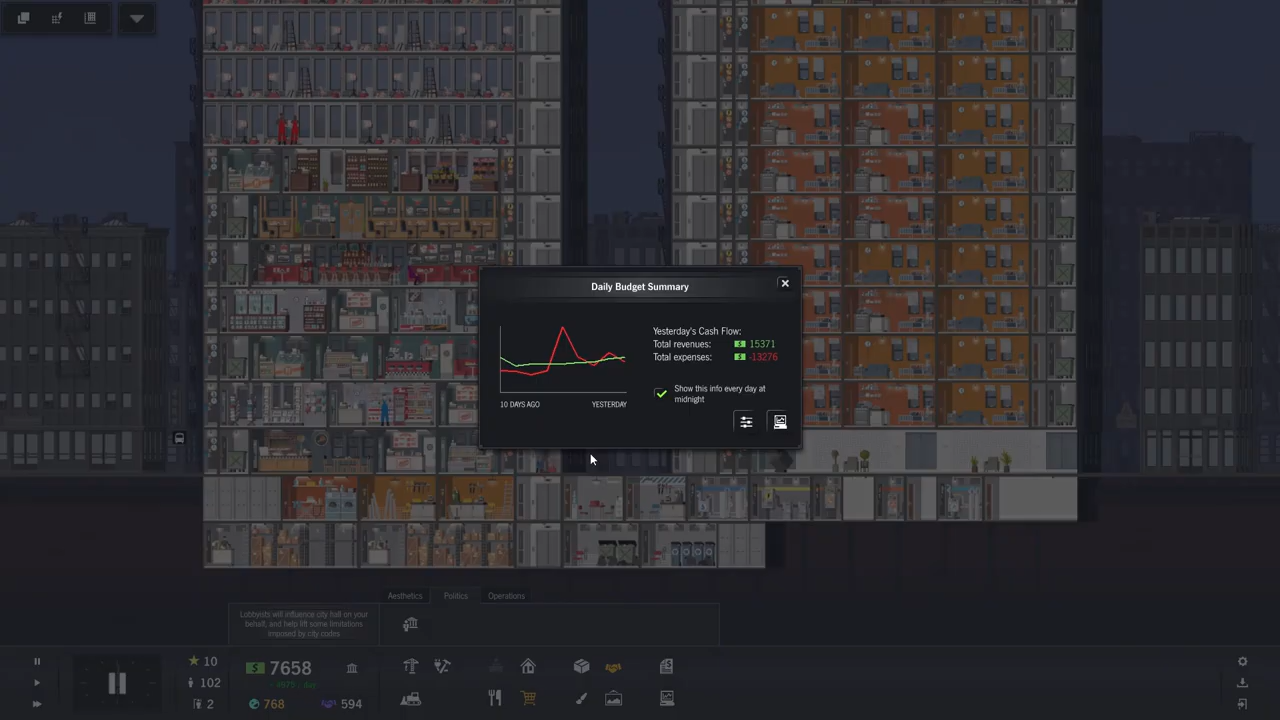 Daily Budget Summary
Yesterday's Cash Flow:
Total revenues: $ 15371
Total expenses: $ -13276
Show this info every day at
midnight
10 DAYS AGO YESTERDAY
Aesthetics Politics Operations
Lobbyists will influence city hall on your
behalf, and help lift some limitations
imposed by city codes
10
$ 7658
102
2
768
594